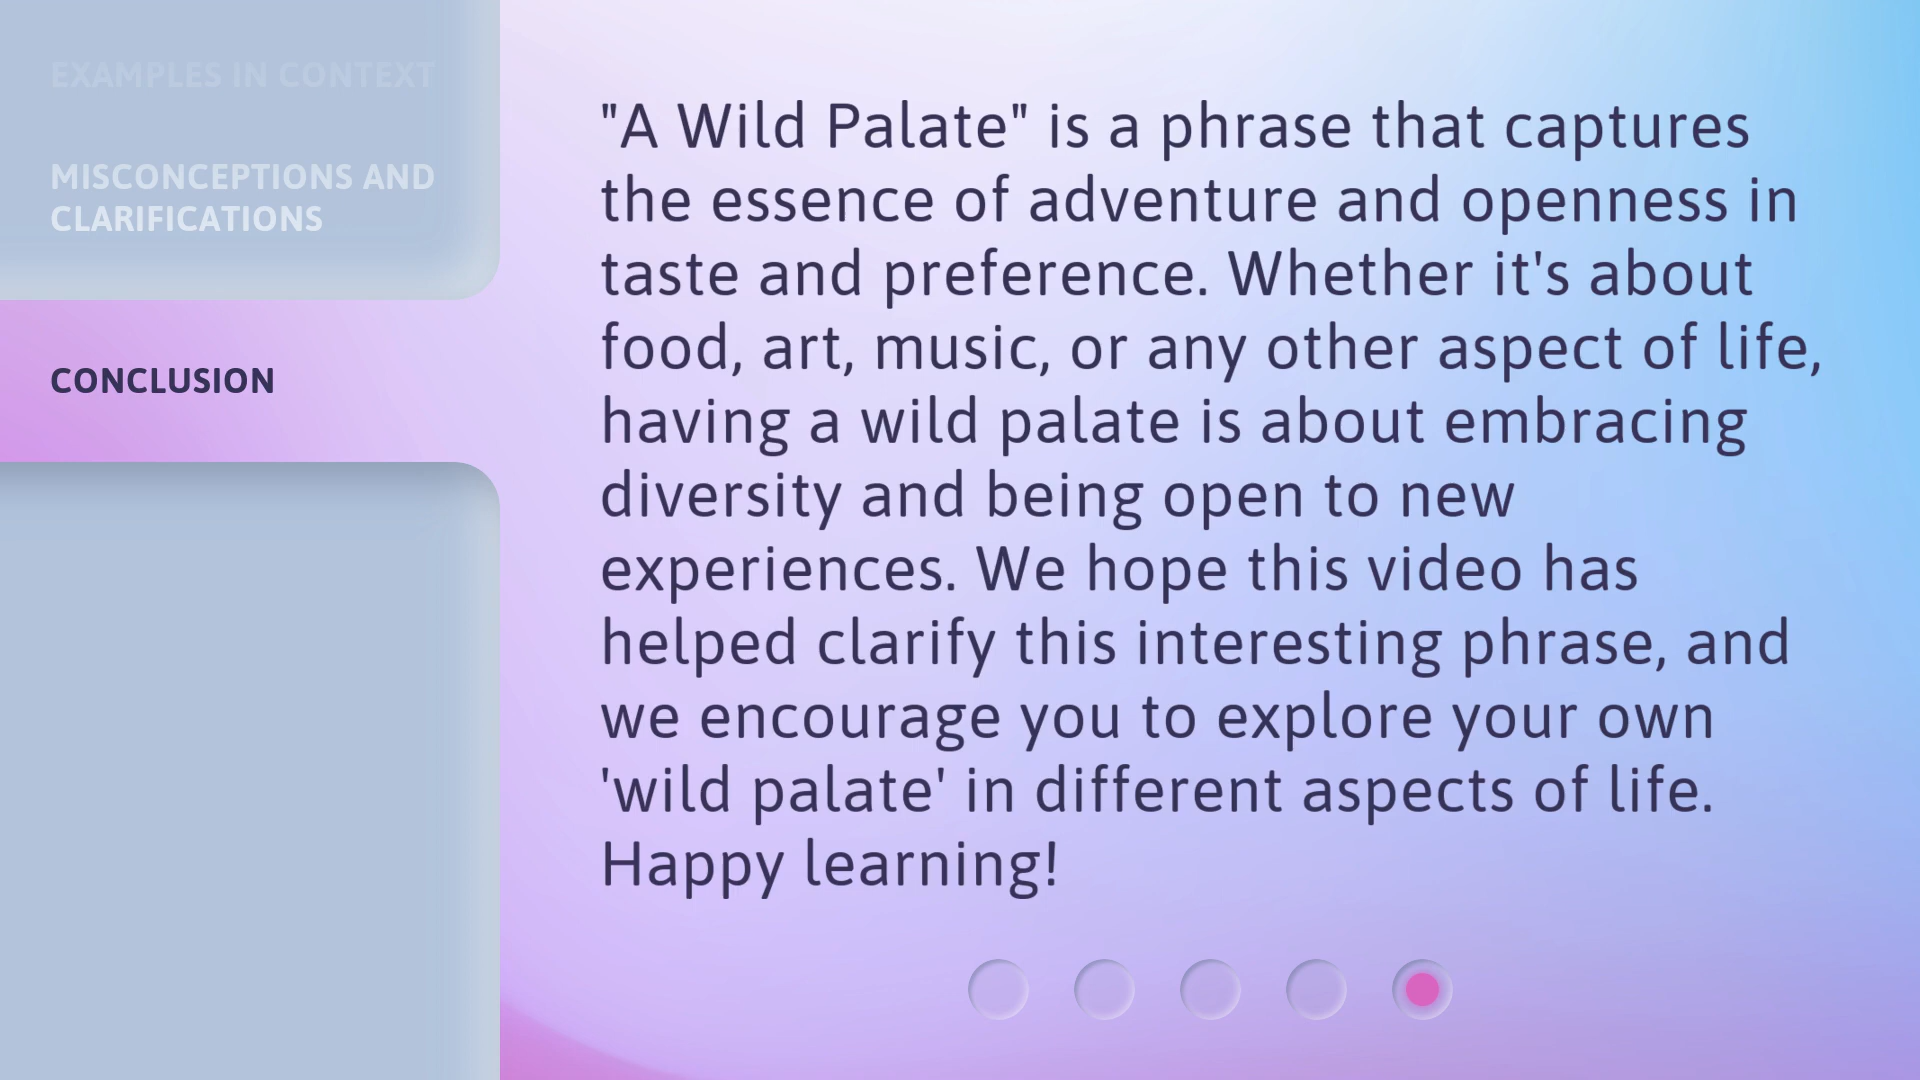 EXAMPLES IN CONTEXT
MISCONCEPTIONS AND
CLARIFICATIONS
CONCLUSION
"A Wild Palate" is a phrase that captures
the essence of adventure and openness in
taste and preference. Whether it's about
food, art, music, or any other aspect of life,
having a wild palate is about embracing
diversity and being open to new
experiences. We hope this video has
helped clarify this interesting phrase, and
we encourage you to explore your own
'wild palate' in different aspects of life.
Happy learning!